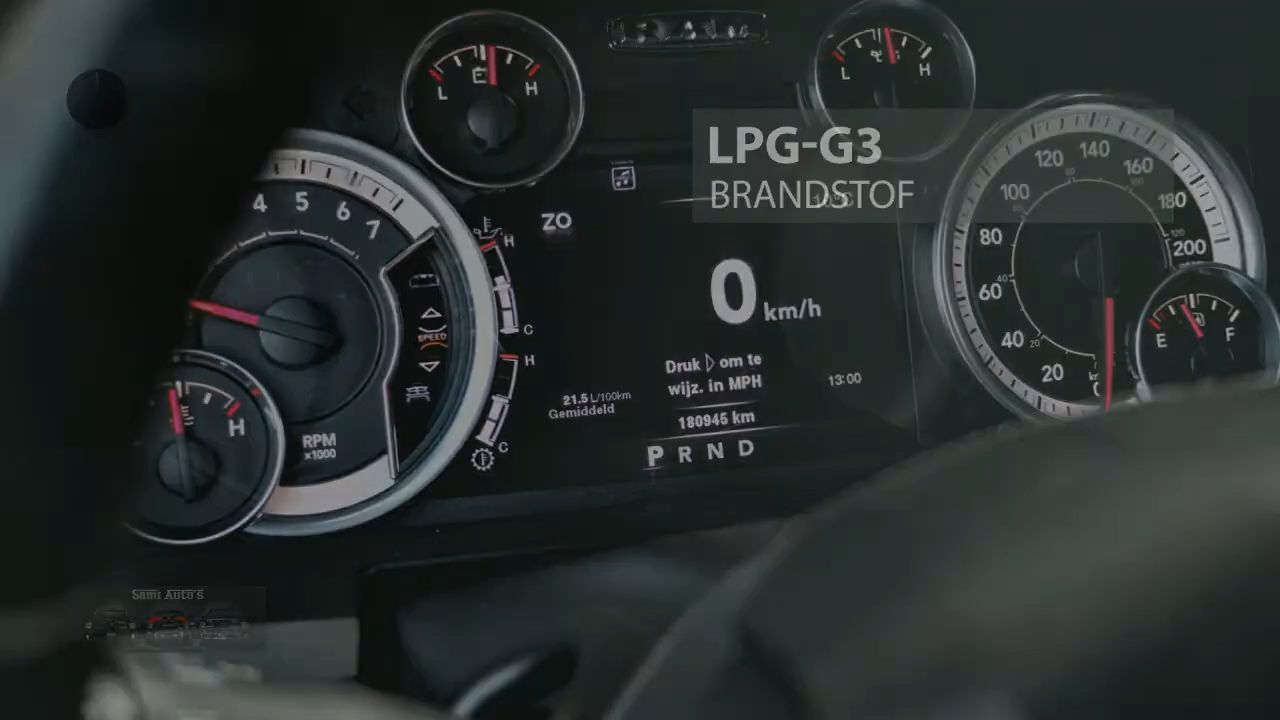 L E H
L H
LPG-G3
BRANDSTOF
4 5 6 7
RPM
x1000
H
SPEED
H
C
H
C
ZO
0 km/h
Druk ▷ om te
wijz. in MPH
21.5 L/100km
Gemiddeld
13:00
180945 km
P R N D
20 40 60 80 100 120 140 160 180 200
20 40
E F
Sami Auto's